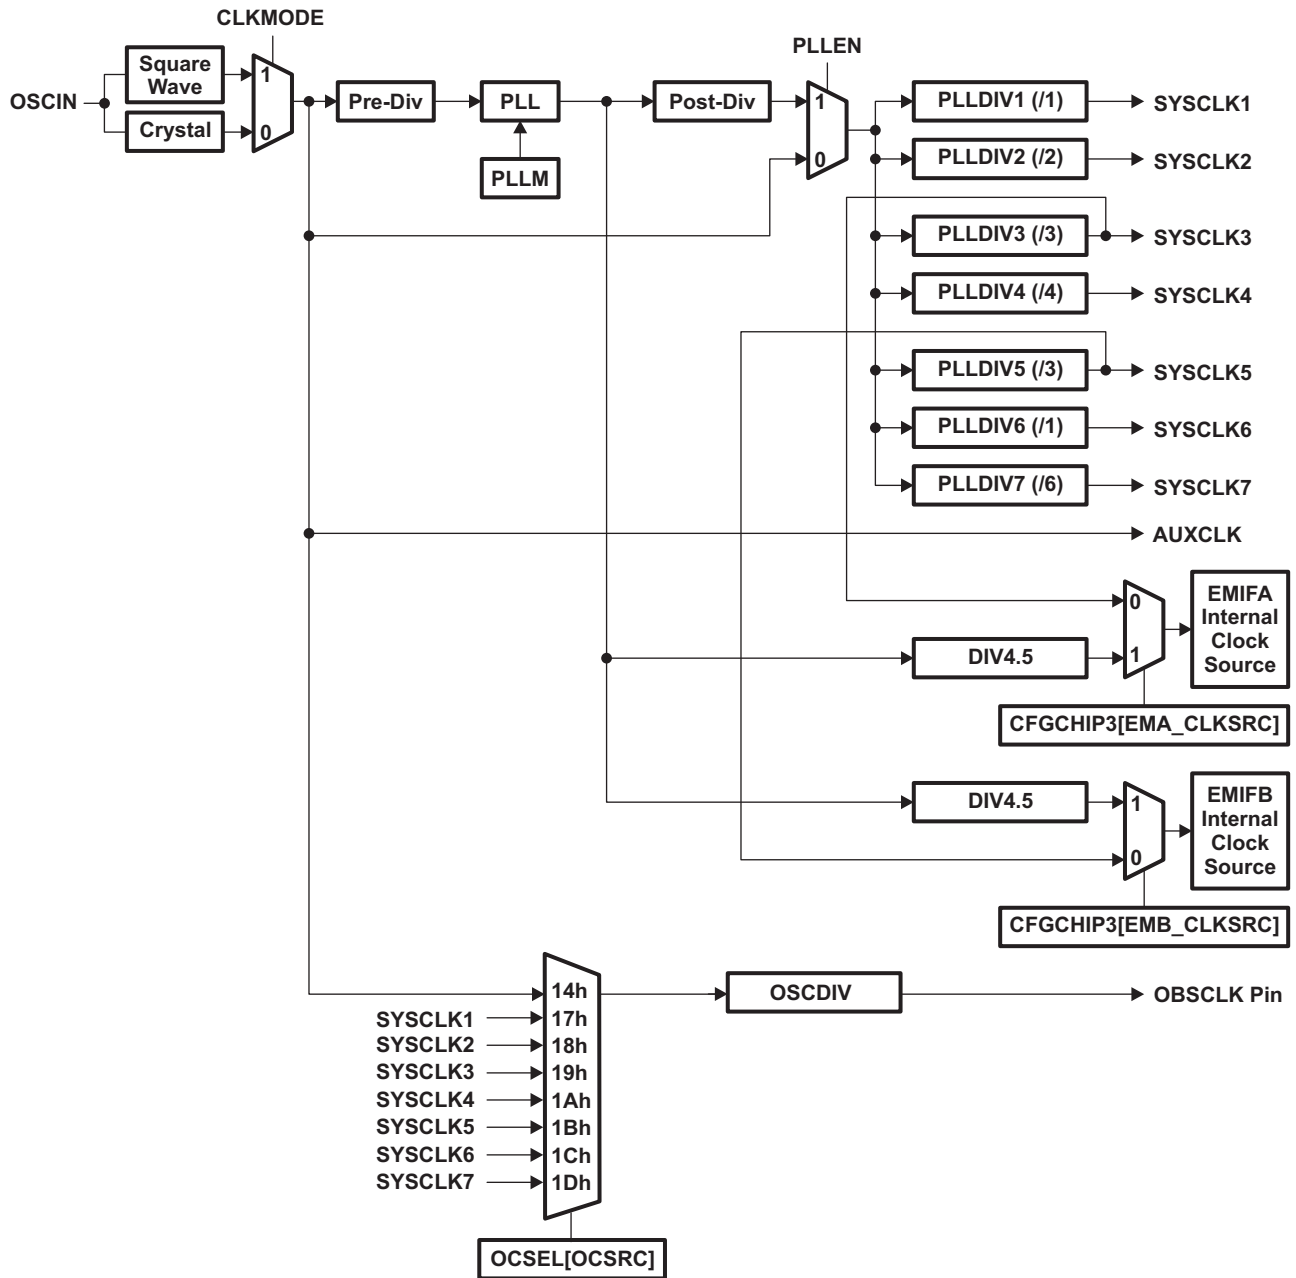 CLKMODE
OSCIN
Square
Wave
Crystal
1
0
Pre-Div
PLL
PLLM
Post-Div
PLLEN
1
0
PLLDIV1 (/1)
SYSCLK1
PLLDIV2 (/2)
SYSCLK2
PLLDIV3 (/3)
SYSCLK3
PLLDIV4 (/4)
SYSCLK4
PLLDIV5 (/3)
SYSCLK5
PLLDIV6 (/1)
SYSCLK6
PLLDIV7 (/6)
SYSCLK7
AUXCLK
0
1
EMIFA
Internal
Clock
Source
DIV4.5
CFGCHIP3[EMA_CLKSRC]
DIV4.5
1
0
EMIFB
Internal
Clock
Source
CFGCHIP3[EMB_CLKSRC]
14h
OSCDIV
OBSCLK Pin
SYSCLK1
17h
SYSCLK2
18h
SYSCLK3
19h
SYSCLK4
1Ah
SYSCLK5
1Bh
SYSCLK6
1Ch
SYSCLK7
1Dh
OCSEL[OCSRC]